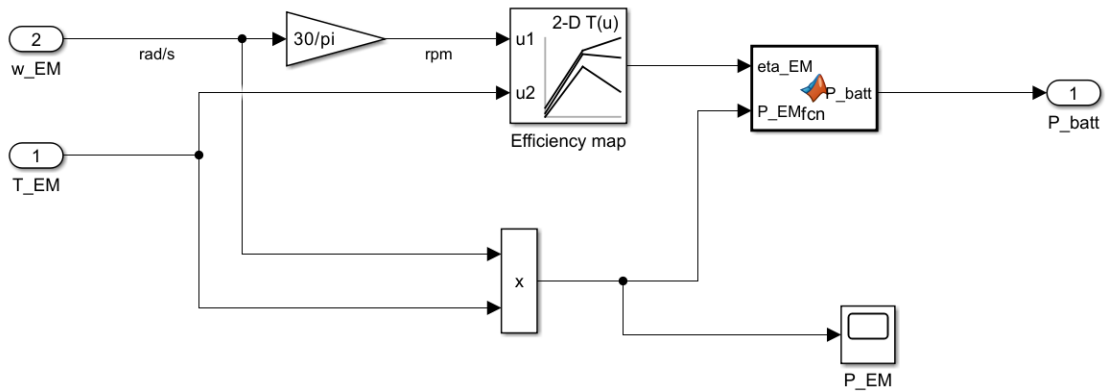 2
w_EM
rad/s
30/pi
rpm
2-D T(u)
u1
u2
Efficiency map
eta_EM
P_EM
fcn
P_batt
1
P_batt
1
T_EM
x
P_EM